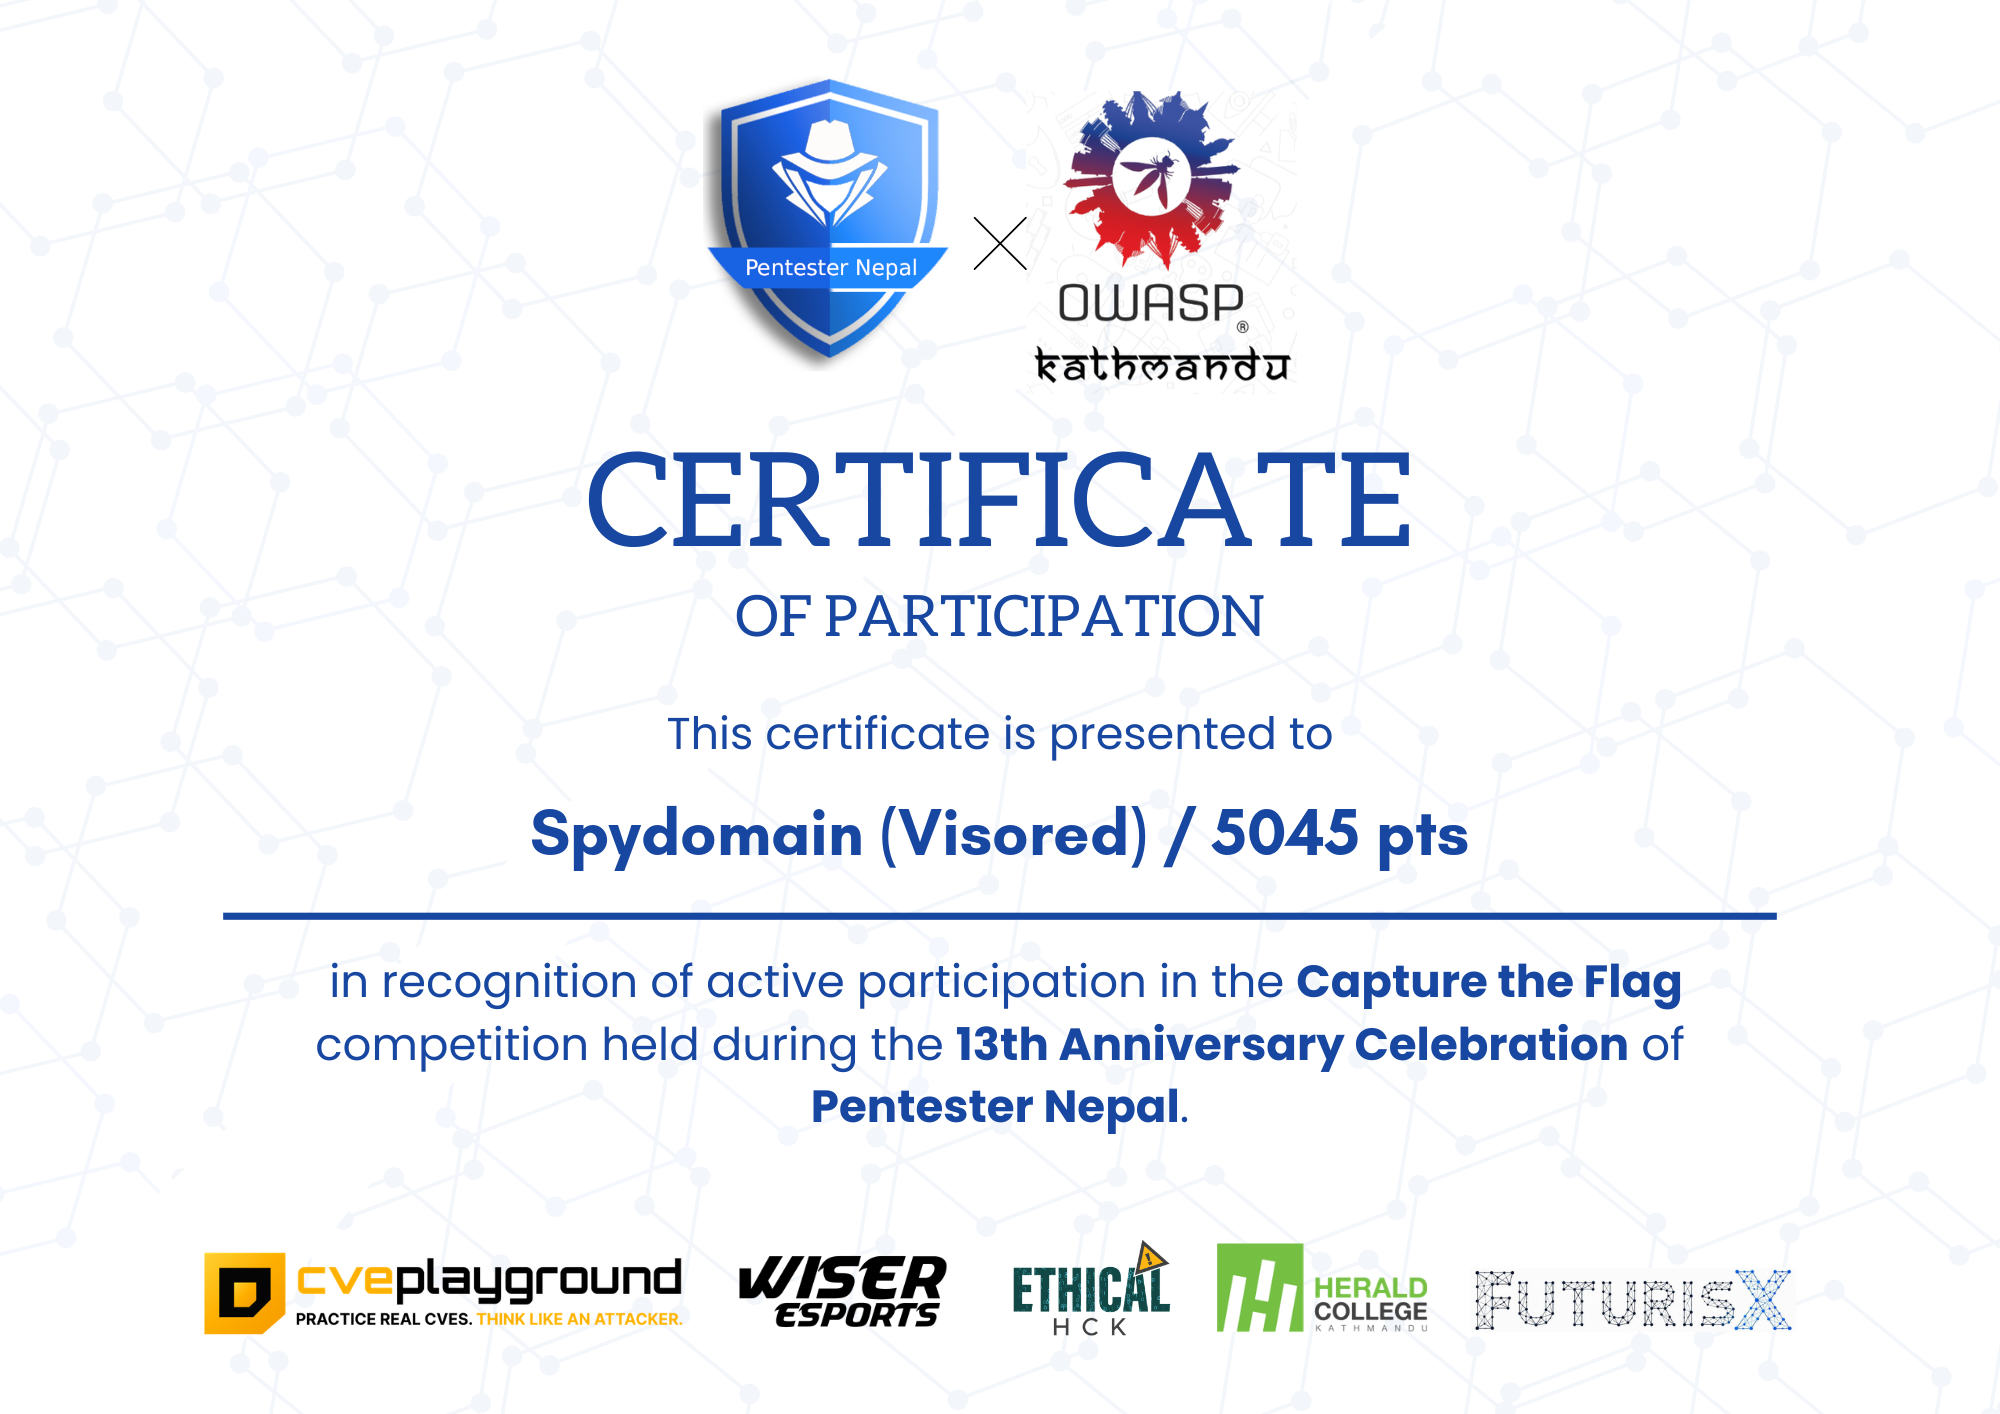 Pentester Nepal
OWASP®
kathmandu
CERTIFICATE
OF PARTICIPATION
This certificate is presented to
Spydomain (Visored) / 5045 pts
in recognition of active participation in the Capture the Flag
competition held during the 13th Anniversary Celebration of
Pentester Nepal.
cveplayground
PRACTICE REAL CVES. THINK LIKE AN ATTACKER.
WISER
ESPORTS
ETHICAL
HCK
HERALD
COLLEGE
KATHMANDU
FUTURISX